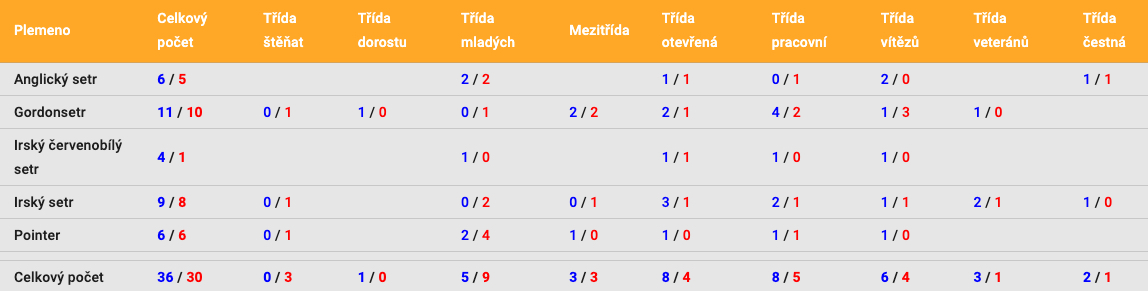 Plemeno Celkový počet Třída štěňat Třída dorostu Třída mladých Mezitřída Třída otevřená Třída pracovní Třída vítězů Třída veteránů Třída čestná
Anglický setr 6 / 5 2 / 2 1 / 1 0 / 1 2 / 0 1 / 1
Gordonsetr 11 / 10 0 / 1 1 / 0 0 / 1 2 / 2 2 / 1 4 / 2 1 / 3 1 / 0
Irský červenobílý setr 4 / 1 1 / 0 1 / 1 1 / 0 1 / 0
Irský setr 9 / 8 0 / 1 0 / 2 0 / 1 3 / 1 2 / 1 1 / 1 2 / 1 1 / 0
Pointer 6 / 6 0 / 1 2 / 4 1 / 0 1 / 0 1 / 1 1 / 0
Celkový počet 36 / 30 0 / 3 1 / 0 5 / 9 3 / 3 8 / 4 8 / 5 6 / 4 3 / 1 2 / 1